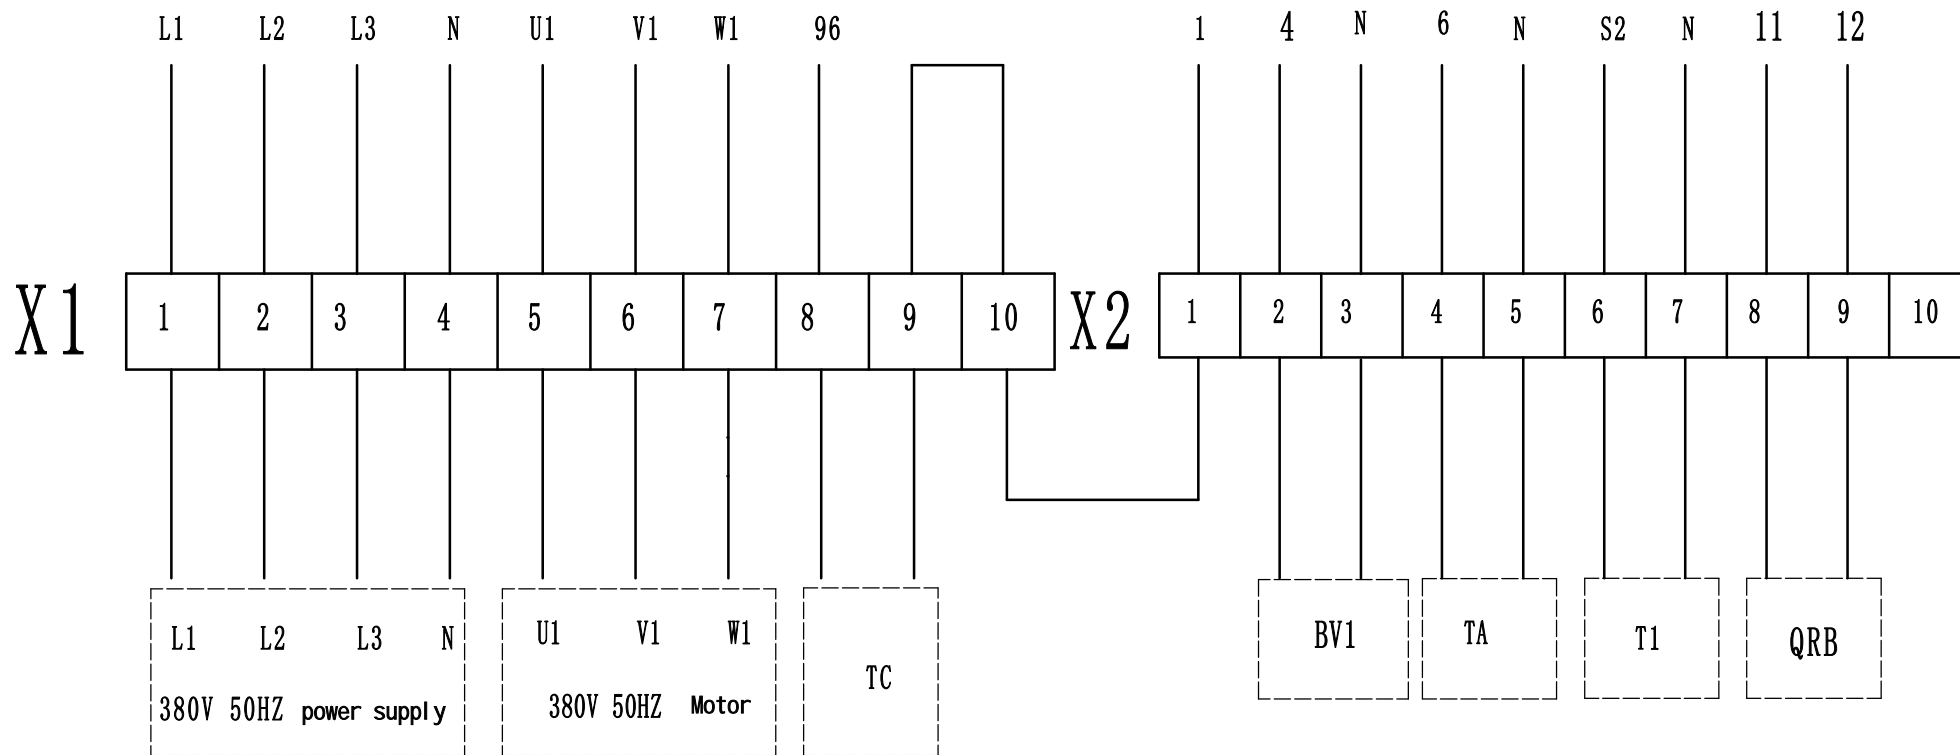 L1 L2 L3 N U1 V1 W1 96 1 4 N 6 N S2 N 11 12
X1 1 2 3 4 5 6 7 8 9 10 X2 1 2 3 4 5 6 7 8 9 10
L1 L2 L3 N U1 V1 W1 TC BV1 TA T1 QRB
380V 50HZ power supply 380V 50HZ Motor